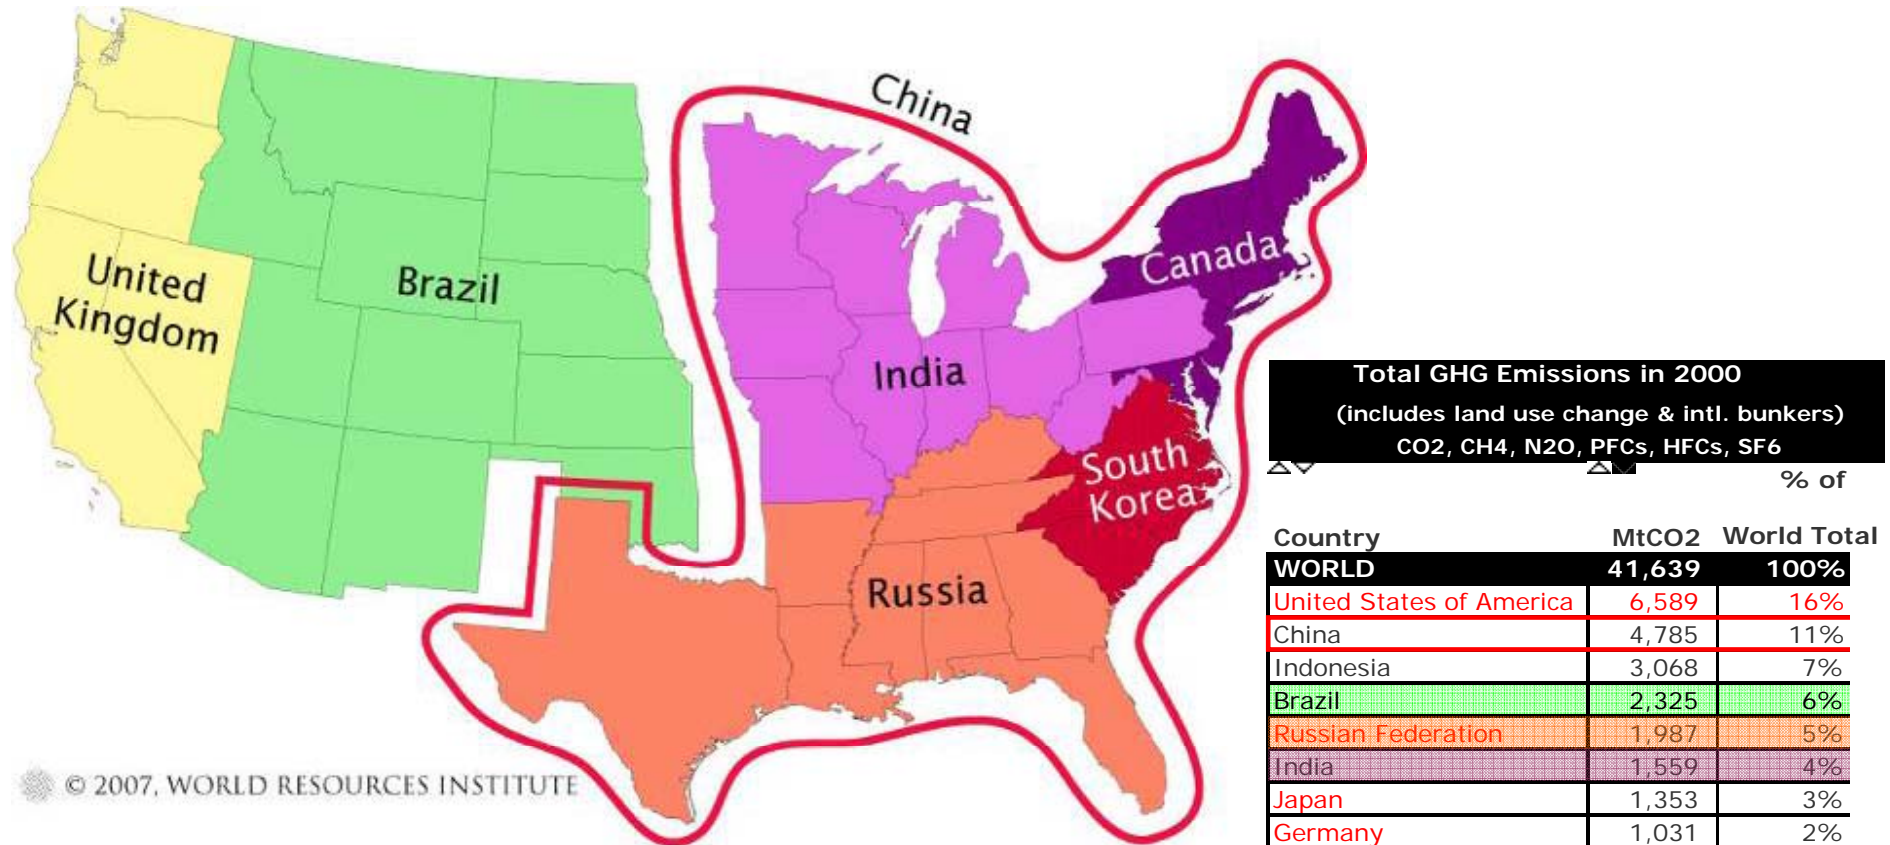 China
Canada
United
Kingdom
Brazil
India
South
Korea
Russia
© 2007, WORLD RESOURCES INSTITUTE
Total GHG Emissions in 2000
(includes land use change & intl. bunkers)
CO2, CH4, N2O, PFCs, HFCs, SF6
% of
Country MtCO2 World Total
WORLD 41,639 100%
United States of America 6,589 16%
China 4,785 11%
Indonesia 3,068 7%
Brazil 2,325 6%
Russian Federation 1,987 5%
India 1,559 4%
Japan 1,353 3%
Germany 1,031 2%